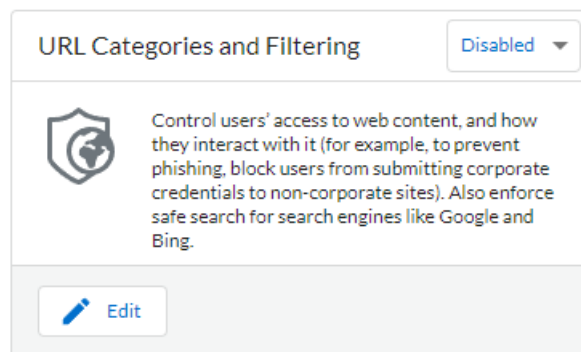 URL Categories and Filtering
Disabled
Control users' access to web content, and how
they interact with it (for example, to prevent
phishing, block users from submitting corporate
credentials to non-corporate sites). Also enforce
safe search for search engines like Google and
Bing.
Edit